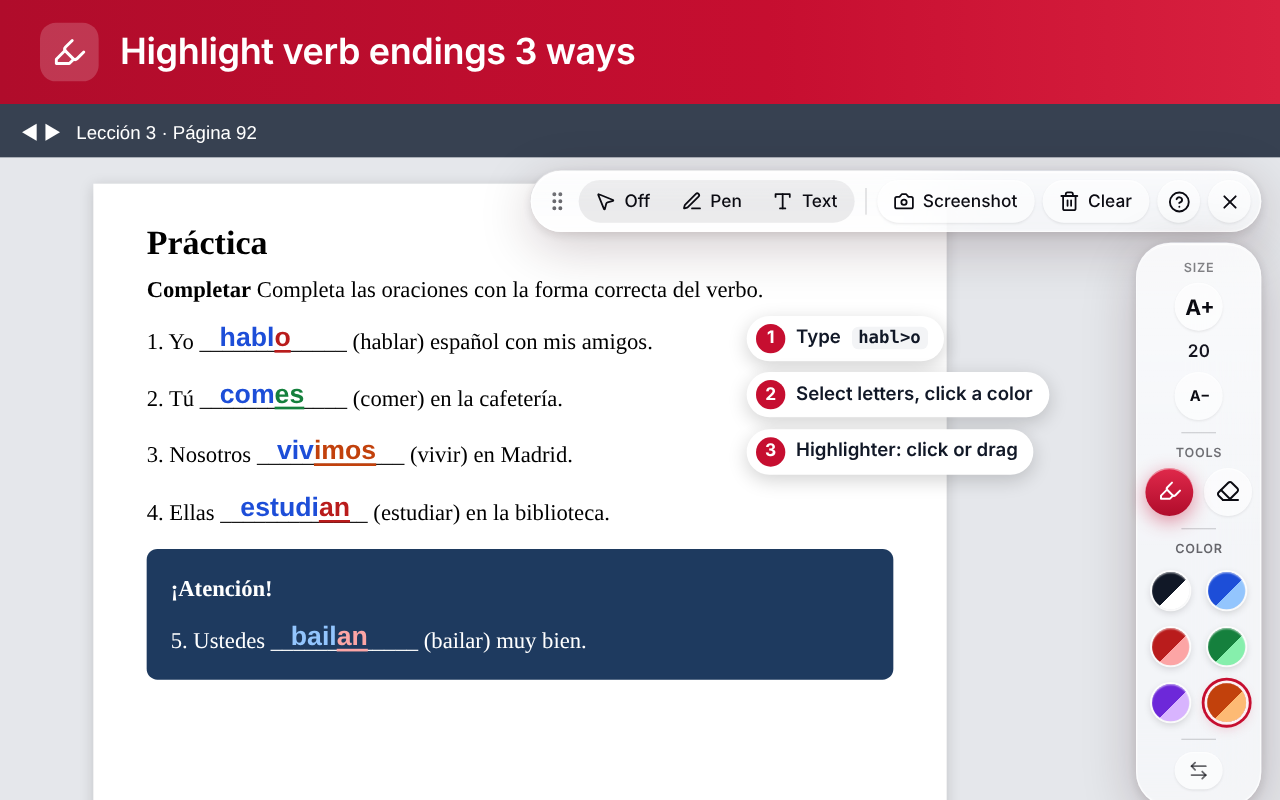 Highlight verb endings 3 ways
Lección 3 · Página 92
Off Pen Text Screenshot Clear
Práctica
Completar Completa las oraciones con la forma correcta del verbo.
1. Yo hablo (hablar) español con mis amigos.
1 Type habl>o
2. Tú comes (comer) en la cafetería.
2 Select letters, click a color
3. Nosotros vivimos (vivir) en Madrid.
3 Highlighter: click or drag
4. Ellas estudian (estudiar) en la biblioteca.
¡Atención!
5. Ustedes bailan (bailar) muy bien.
SIZE
A+
20
A−
TOOLS
COLOR